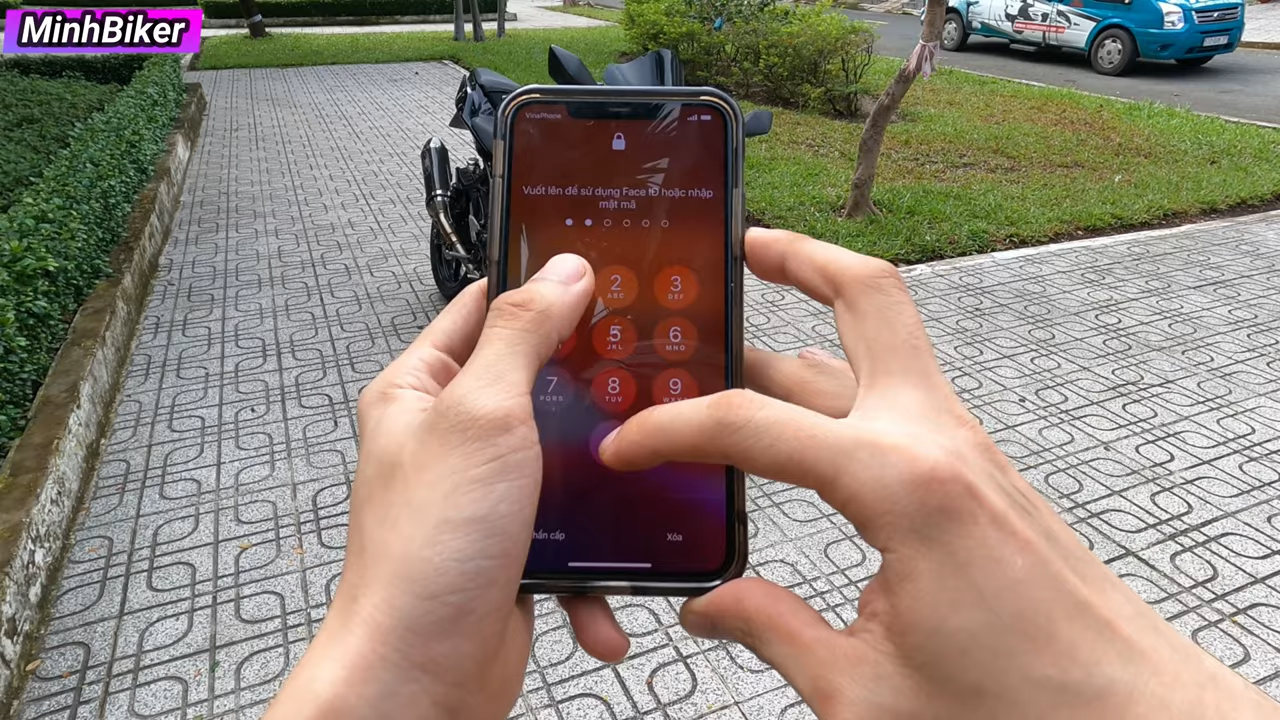 MinhBiker
VinaPhone
Vuốt lên để sử dụng Face ID hoặc nhập
mật mã
2
ABC
3
DEF
5
JKL
6
MNO
7
PQRS
8
TUV
9
Xóa